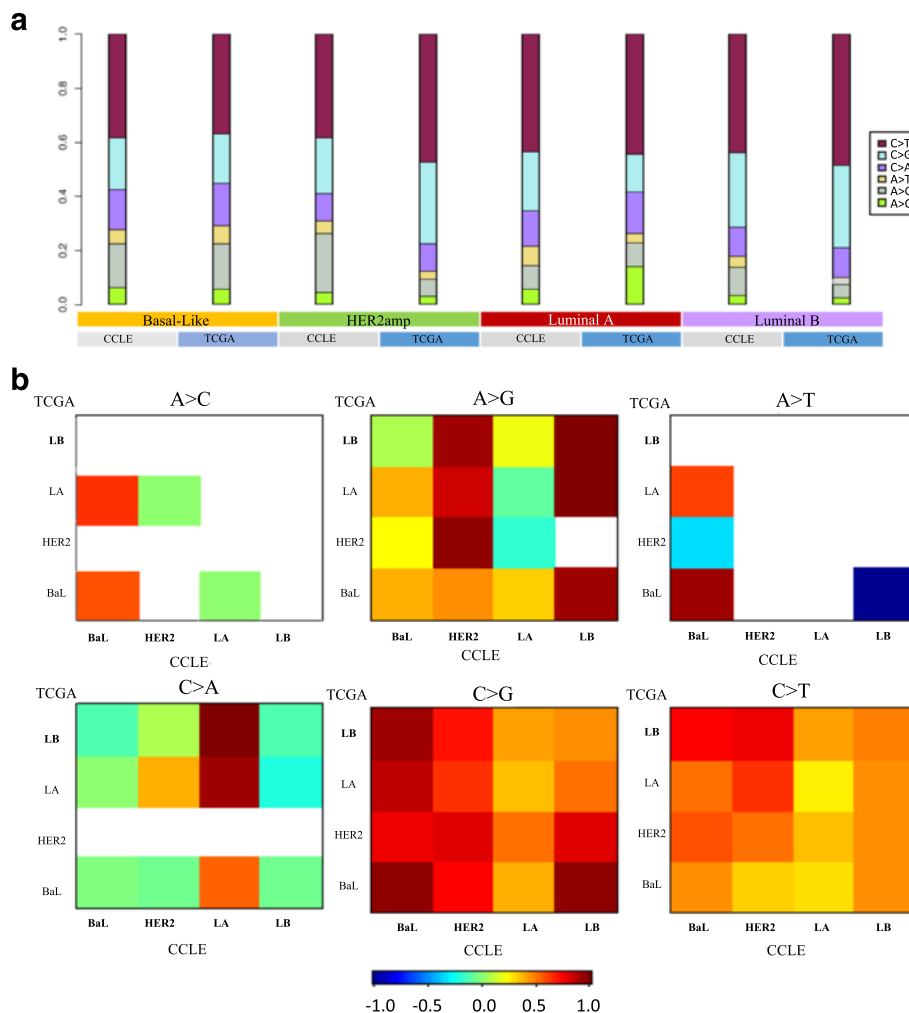 a
1.0
0.8
0.6
0.4
0.2
0.0
C>T
C>G
C>A
A>T
A>G
A>C
Basal-Like HER2amp Luminal A Luminal B
CCLE TCGA CCLE TCGA CCLE TCGA CCLE TCGA
b
TCGA A>C TCGA A>G TCGA A>T
LB LB LB
LA LA LA
HER2 HER2 HER2
BaL BaL BaL
BaL HER2 LA LB BaL HER2 LA LB BaL HER2 LA LB
CCLE CCLE CCLE
TCGA C>A TCGA C>G TCGA C>T
LB LB LB
LA LA LA
HER2 HER2 HER2
BaL BaL BaL
BaL HER2 LA LB BaL HER2 LA LB BaL HER2 LA LB
CCLE CCLE CCLE
-1.0 -0.5 0.0 0.5 1.0